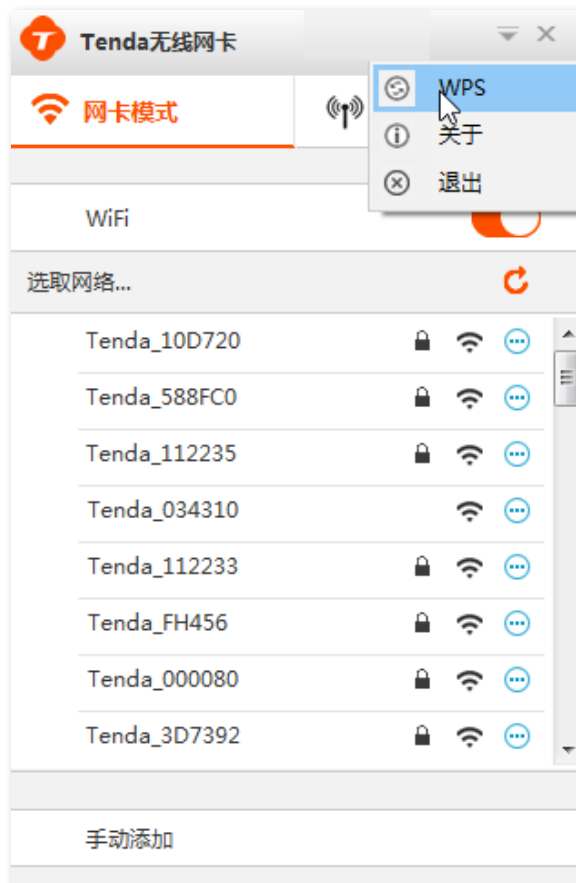 Tenda无线网卡
网卡模式
WPS
关于
退出
WiFi
选取网络...
Tenda_10D720
Tenda_588FC0
Tenda_112235
Tenda_034310
Tenda_112233
Tenda_FH456
Tenda_000080
Tenda_3D7392
手动添加